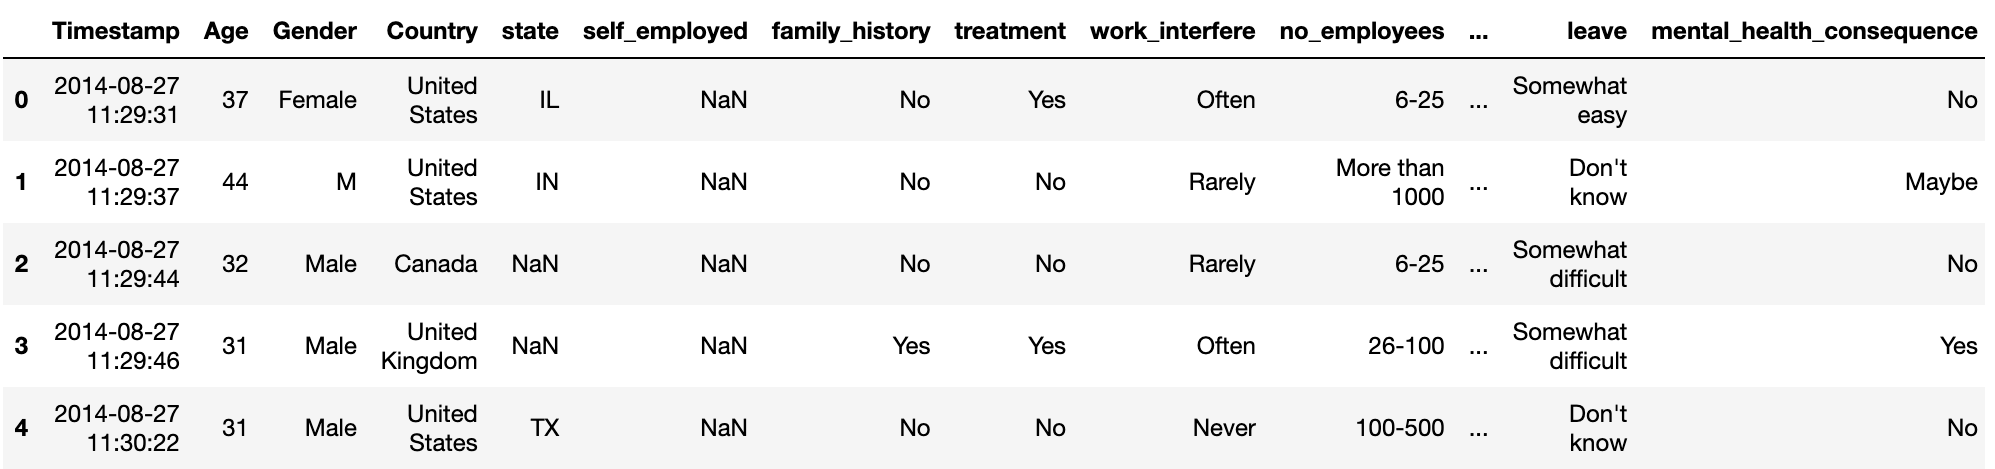 Timestamp Age Gender Country state self_employed family_history treatment work_interfere no_employees ... leave mental_health_consequence
0 2014-08-27 11:29:31 37 Female United States IL NaN No Yes Often 6-25 ... Somewhat easy No
1 2014-08-27 11:29:37 44 M United States IN NaN No No Rarely More than 1000 ... Don't know Maybe
2 2014-08-27 11:29:44 32 Male Canada NaN NaN No No Rarely 6-25 ... Somewhat difficult No
3 2014-08-27 11:29:46 31 Male United Kingdom NaN NaN Yes Yes Often 26-100 ... Somewhat difficult Yes
4 2014-08-27 11:30:22 31 Male United States TX NaN No No Never 100-500 ... Don't know No